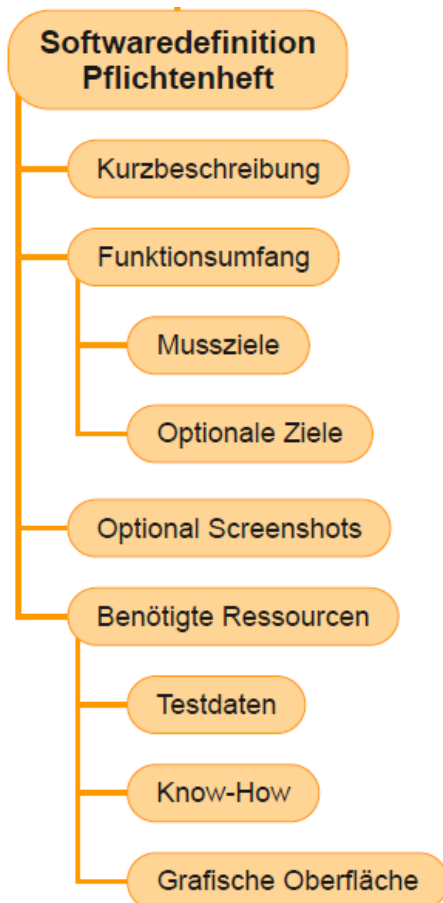 Softwaredefinition
Pflichtenheft
Kurzbeschreibung
Funktionsumfang
Mussziele
Optionale Ziele
Optional Screenshots
Benötigte Ressourcen
Testdaten
Know-How
Grafische Oberfläche